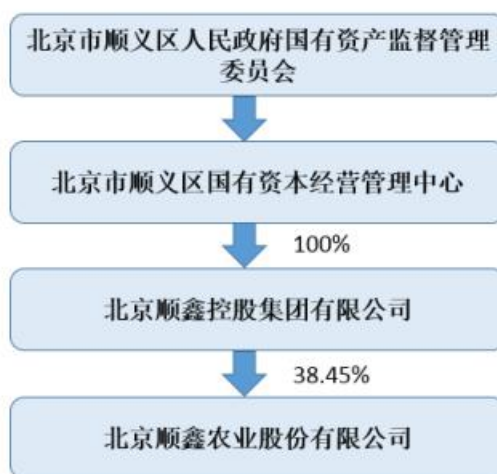 北京市顺义区人民政府国有资产监督管理
委员会
北京市顺义区国有资本经营管理中心
100%
北京顺鑫控股集团有限公司
38.45%
北京顺鑫农业股份有限公司